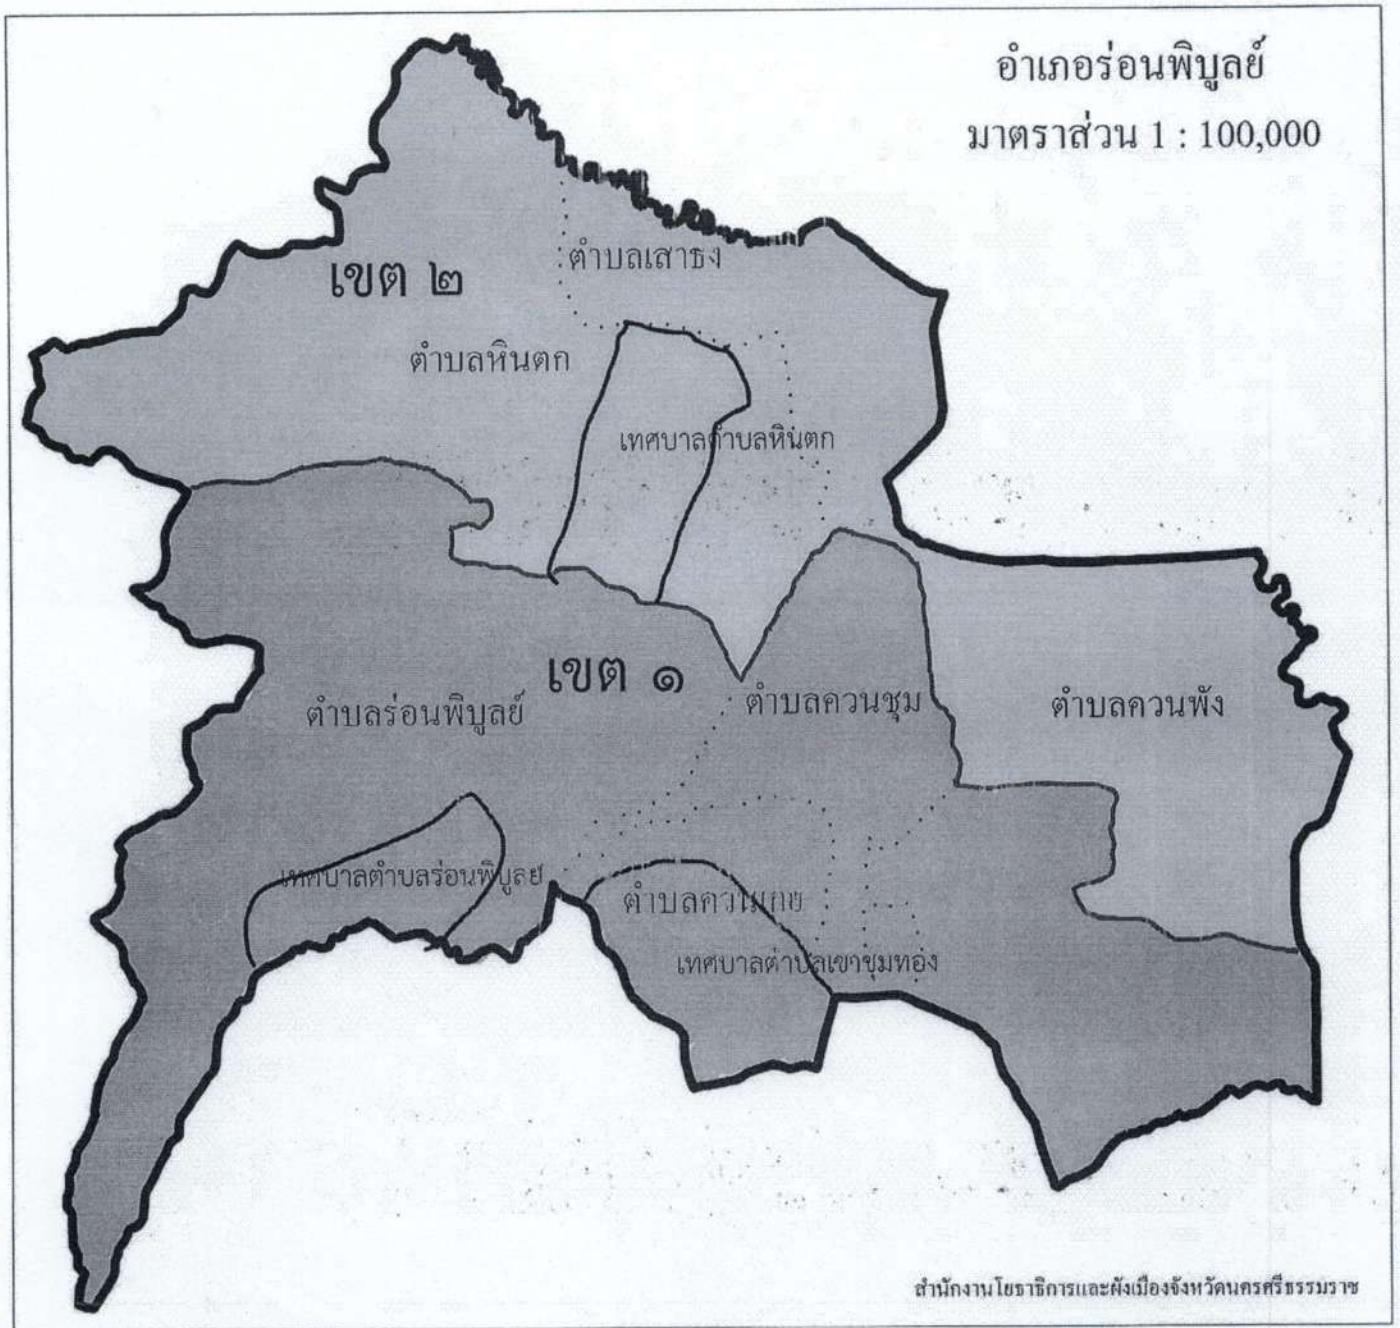 อำเภอร่อนพิบูลย์
มาตราส่วน 1 : 100,000
ตำบลเสาธง
เขต ๒
ตำบลหินตก
เทศบาลตำบลหินตก
เขต ๑
ตำบลร่อนพิบูลย์
ตำบลควนชุม
ตำบลควนพัง
เทศบาลตำบลร่อนพิบูลย์
เทศบาลตำบลเขาชุมทอง
สำนักงานโยธาธิการและผังเมืองจังหวัดนครศรีธรรมราช